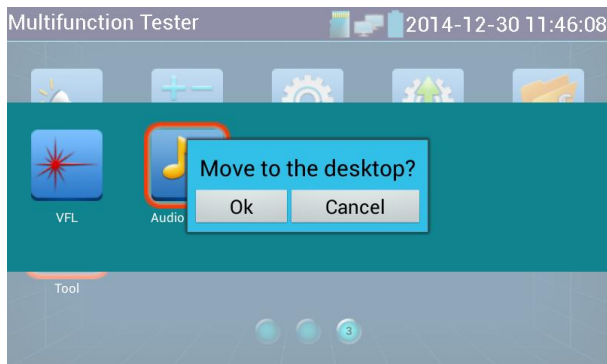 Multifunction Tester 2014-12-30 11:46:08
Move to the desktop?
Ok Cancel
VFL Audio
Tool
3